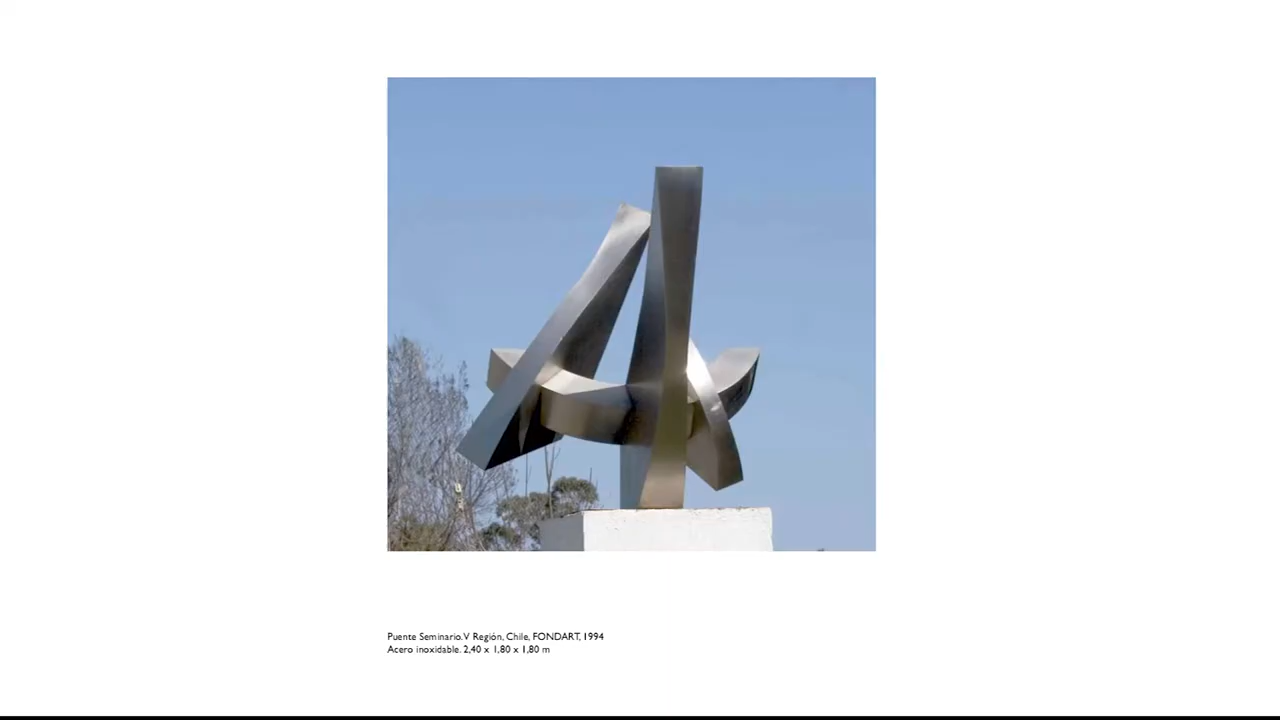 Puente Seminario. V Región, Chile, FONDART, 1994
Acero inoxidable. 2,40 x 1,80 x 1,80 m